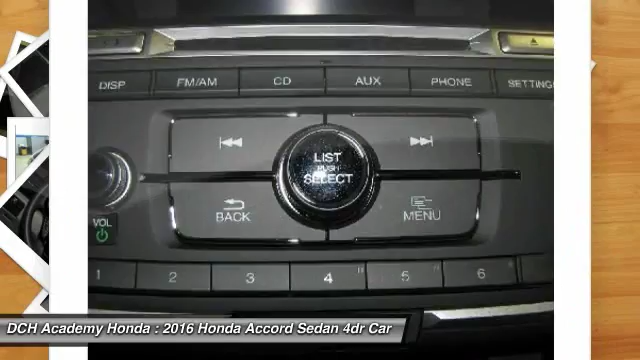 DISP FM/AM CD AUX PHONE SETTING
LIST
PUSH
SELECT
VOL
BACK
MENU
1 2 3 4 5 6
DCH Academy Honda : 2016 Honda Accord Sedan 4dr Car